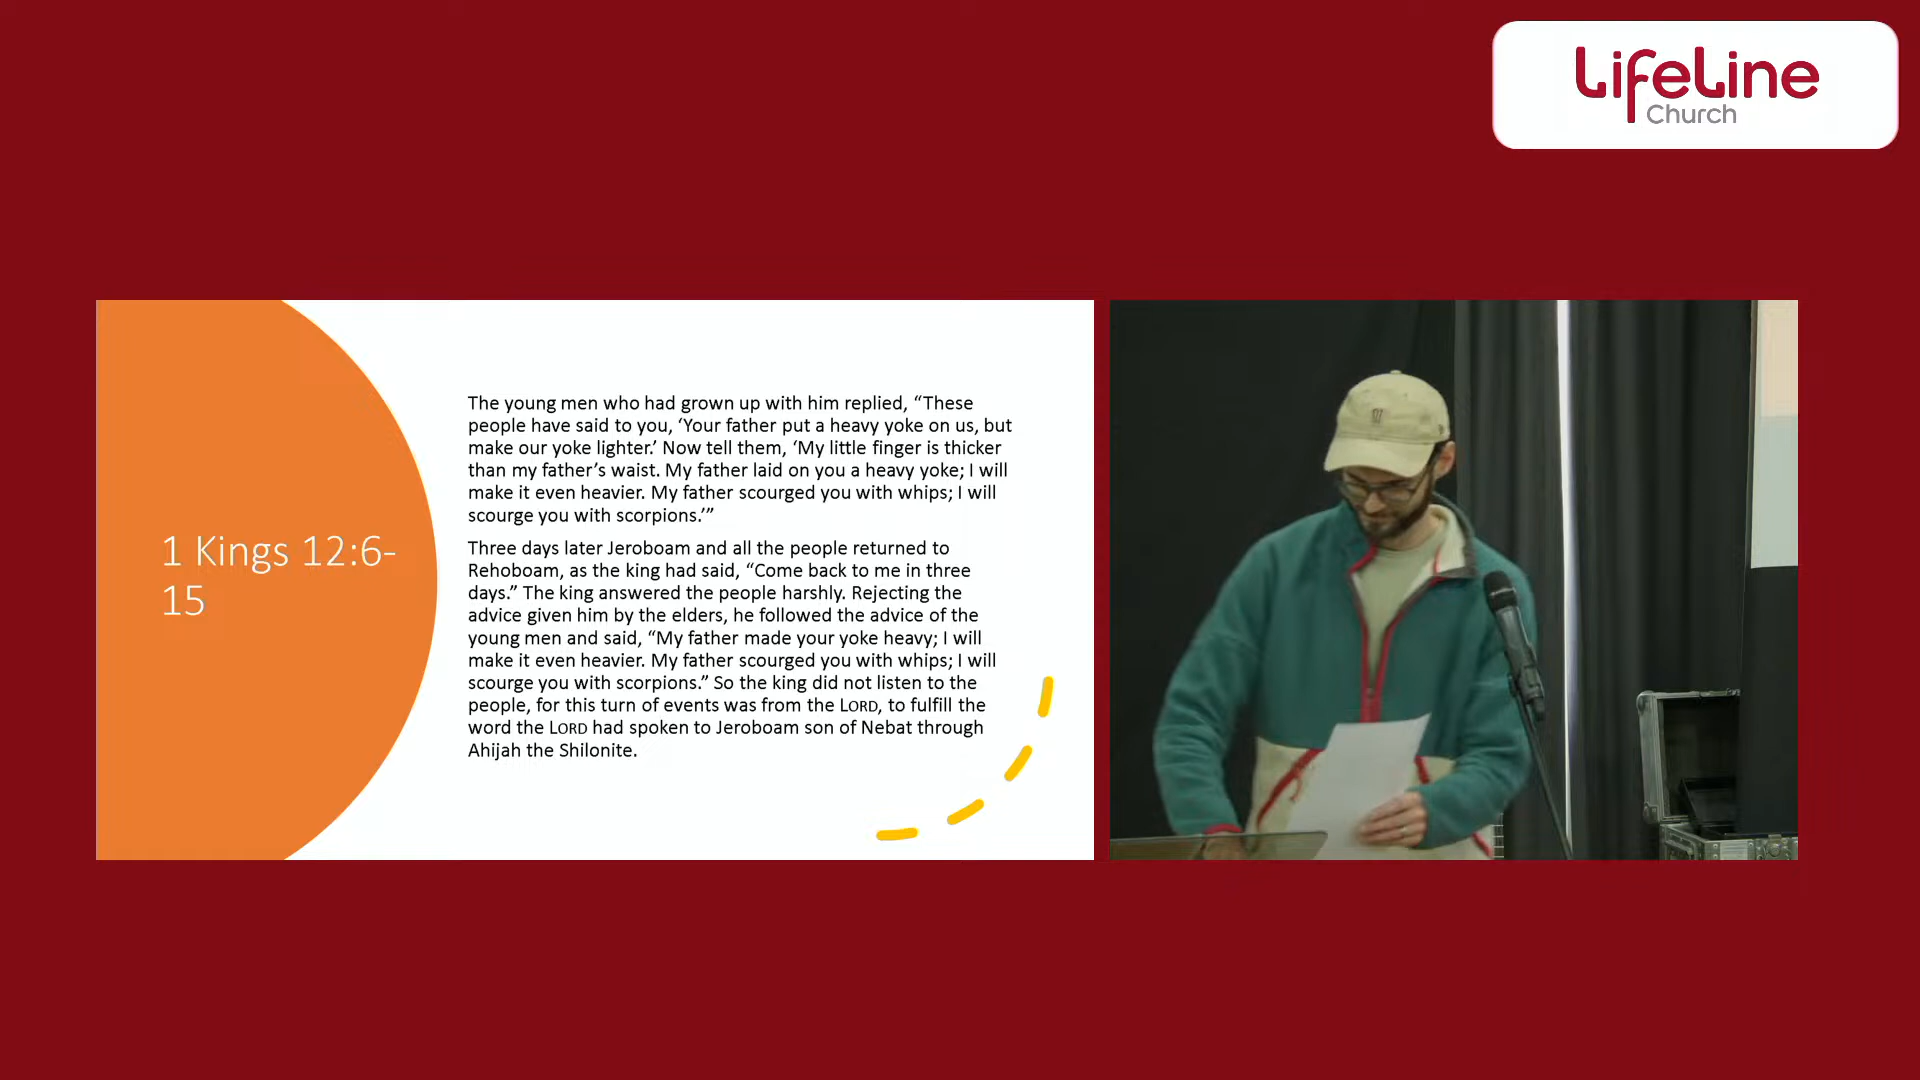 LifeLine
Church
1 Kings 12:6-
15
The young men who had grown up with him replied, “These
people have said to you, ‘Your father put a heavy yoke on us, but
make our yoke lighter.’ Now tell them, ‘My little finger is thicker
than my father’s waist. My father laid on you a heavy yoke; I will
make it even heavier. My father scourged you with whips; I will
scourge you with scorpions.’”
Three days later Jeroboam and all the people returned to
Rehoboam, as the king had said, “Come back to me in three
days.” The king answered the people harshly. Rejecting the
advice given him by the elders, he followed the advice of the
young men and said, “My father made your yoke heavy; I will
make it even heavier. My father scourged you with whips; I will
scourge you with scorpions.” So the king did not listen to the
people, for this turn of events was from the LORD, to fulfill the
word the LORD had spoken to Jeroboam son of Nebat through
Ahijah the Shilonite.